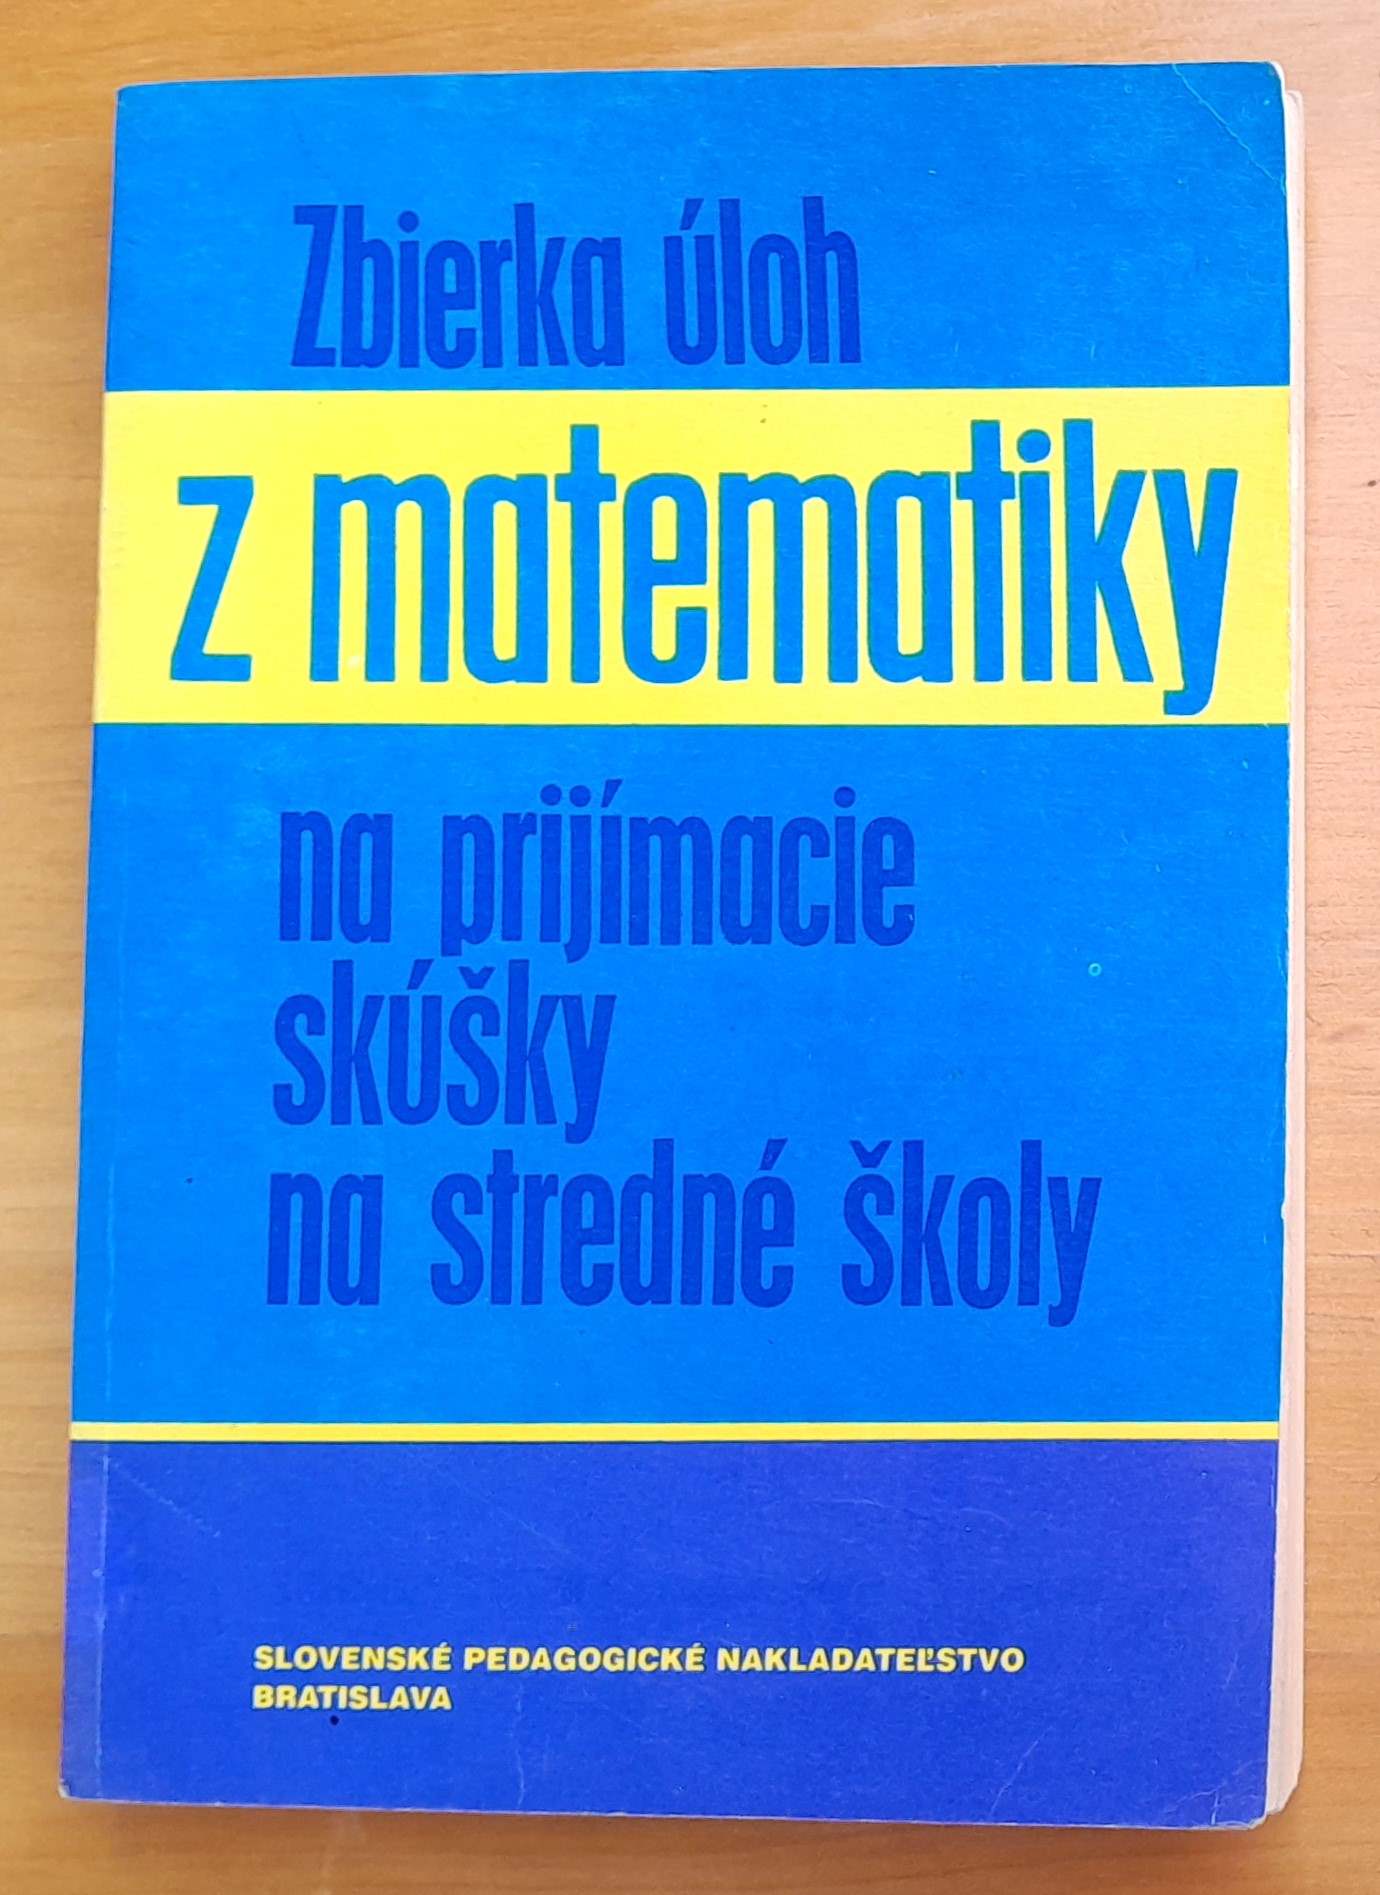 Zbierka úloh
z matematiky
na prijímacie
skúšky
na stredné školy
SLOVENSKÉ PEDAGOGICKÉ NAKLADATEĽSTVO
BRATISLAVA